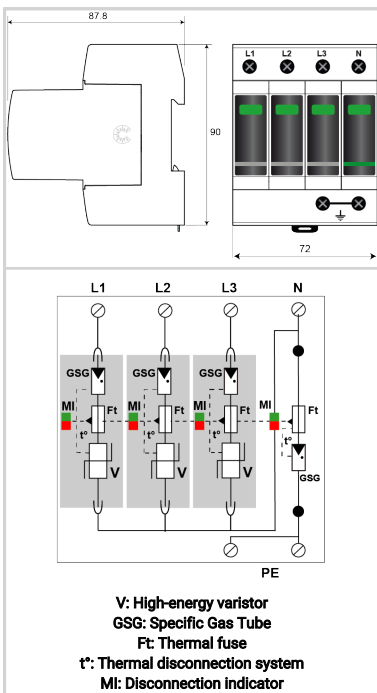 87.8
L1 L2 L3 N
90
72
L1 L2 L3 N
GSG GSG GSG
MI Ft MI Ft MI Ft MI Ft
t° t° t° t°
V V V GSG
PE
V: High-energy varistor
GSG: Specific Gas Tube
Ft: Thermal fuse
t°: Thermal disconnection system
MI: Disconnection indicator